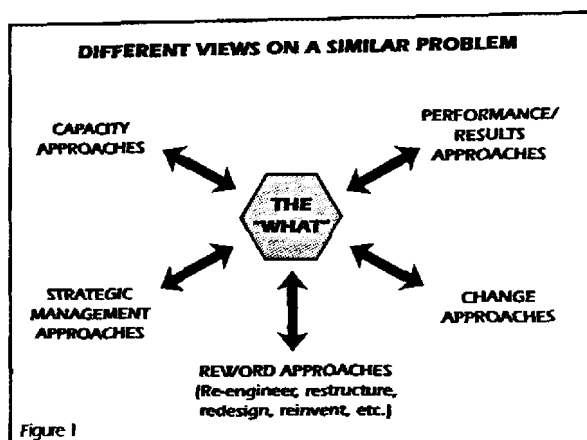 DIFFERENT VIEWS ON A SIMILAR PROBLEM
CAPACITY
APPROACHES
PERFORMANCE/
RESULTS
APPROACHES
THE
"WHAT"
STRATEGIC
MANAGEMENT
APPROACHES
CHANGE
APPROACHES
REWORD APPROACHES
(Re-engineer, restructure,
redesign, reinvent, etc.)
Figure 1